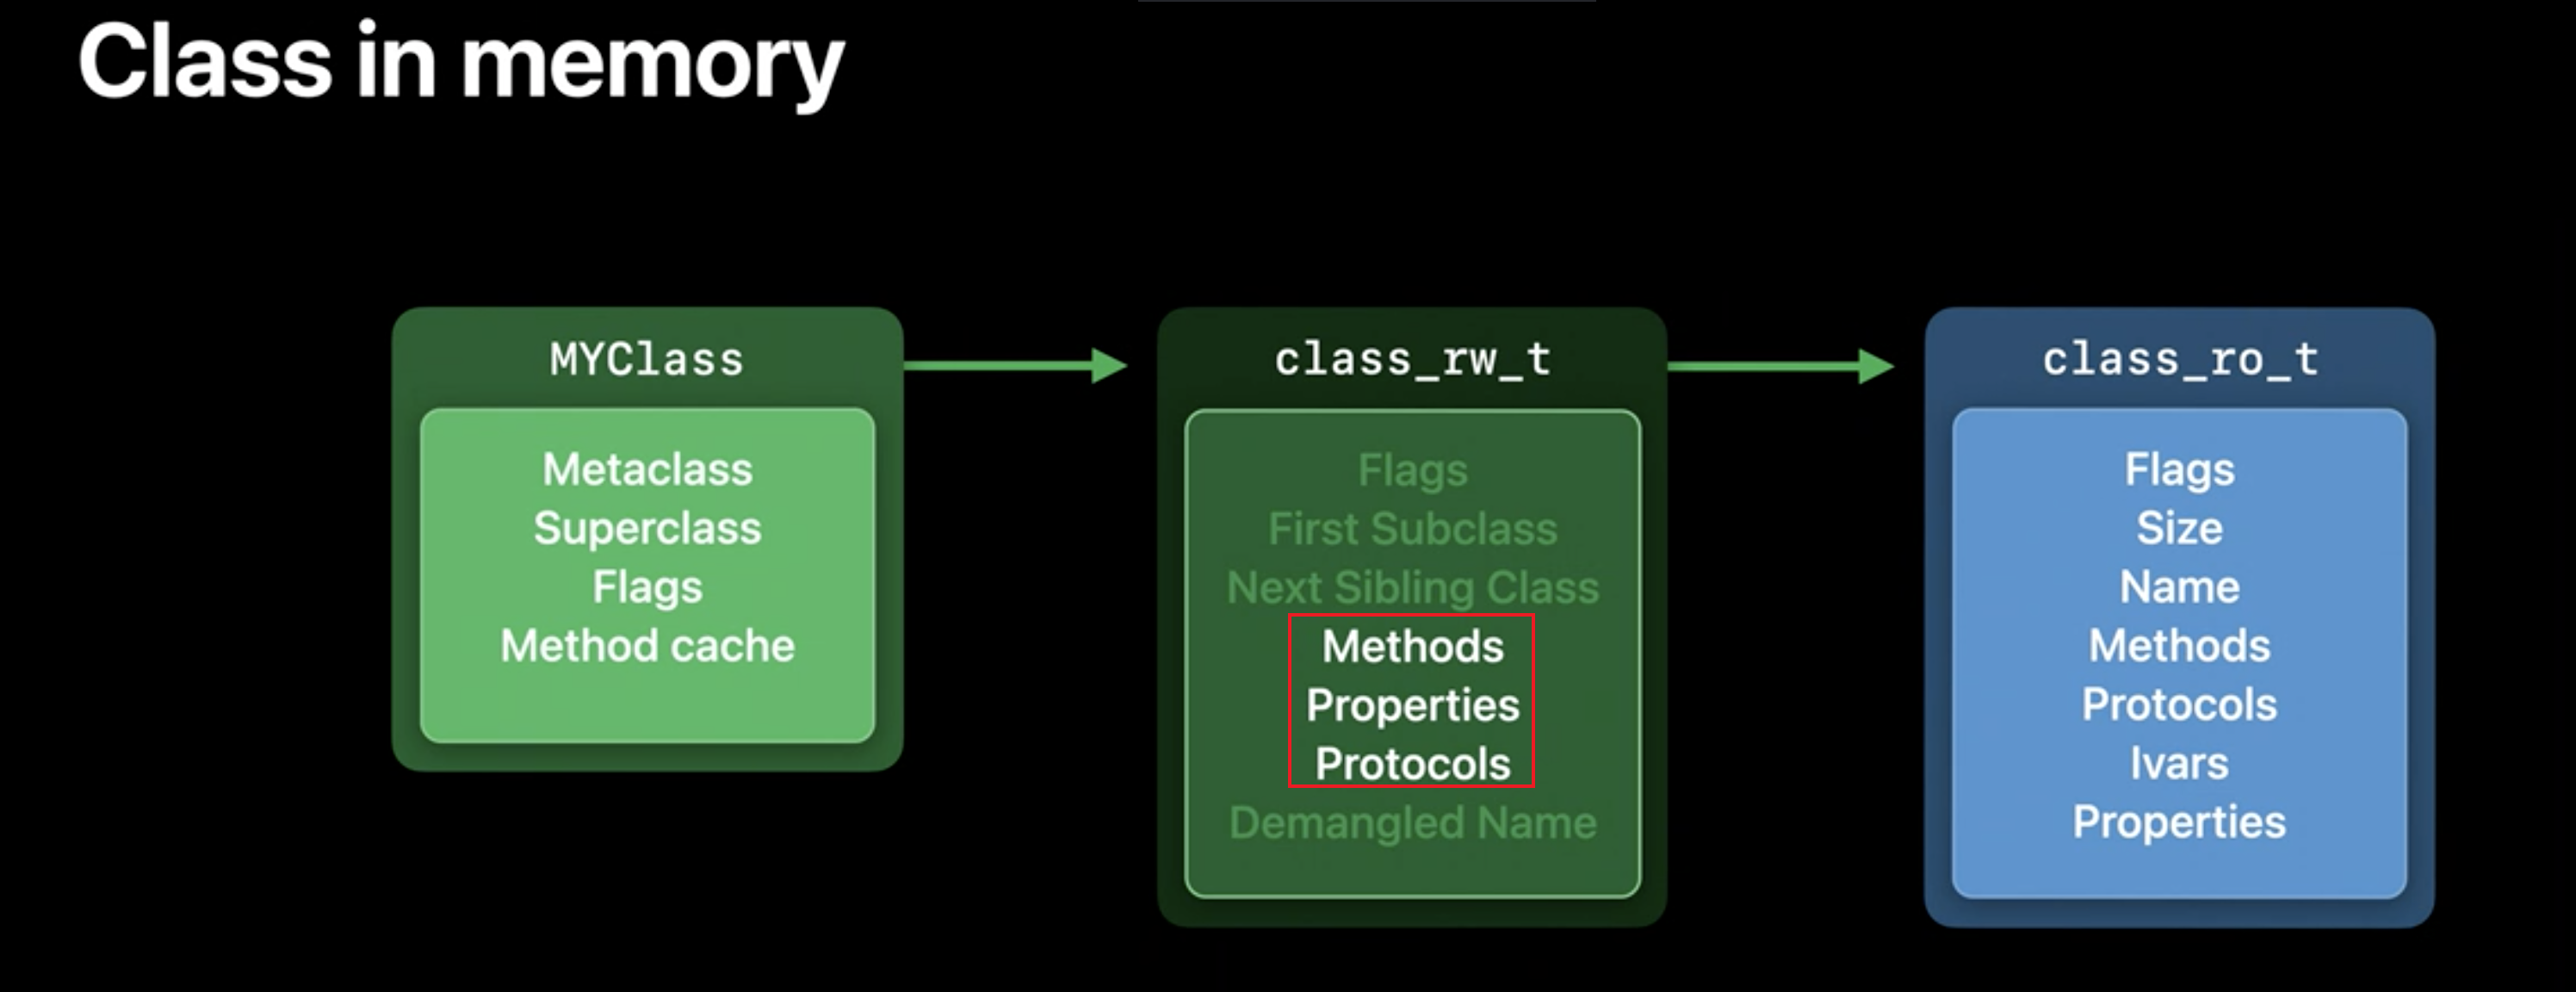 Class in memory
MYClass
Metaclass
Superclass
Flags
Method cache
class_rw_t
Flags
First Subclass
Next Sibling Class
Methods
Properties
Protocols
Demangled Name
class_ro_t
Flags
Size
Name
Methods
Protocols
Ivars
Properties